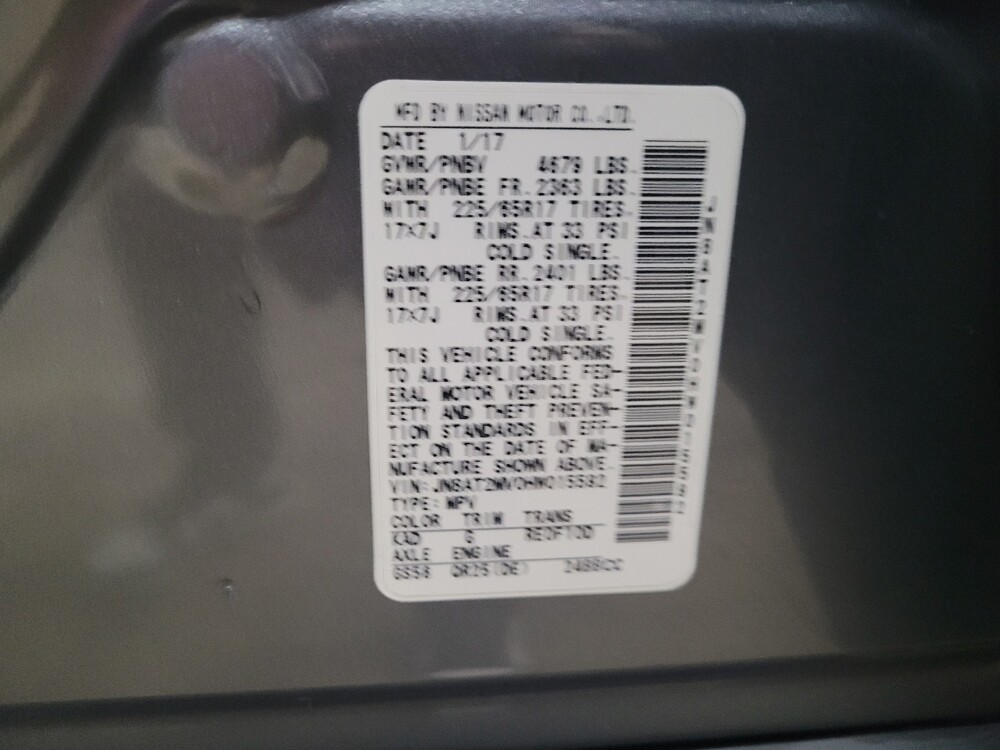 MFD BY NISSAN MOTOR CO.,LTD.
DATE 1/17
GVWR/PNBV 4679 LBS.
GAWR/PNBE FR. 2363 LBS.
WITH 225/65R17 TIRES.
17X7J RIMS.AT 33 PSI
COLD SINGLE.
GAWR/PNBE RR. 2401 LBS.
WITH 225/65R17 TIRES.
17X7J RIMS.AT 33 PSI
COLD SINGLE.
THIS VEHICLE CONFORMS
TO ALL APPLICABLE FED-
ERAL MOTOR VEHICLE SA-
FETY AND THEFT PREVEN-
TION STANDARDS IN EFF-
ECT ON THE DATE OF MA-
NUFACTURE SHOWN ABOVE.
VIN:
TYPE: MPV
COLOR TRIM TRANS
KAD G RE0F10D
AXLE ENGINE
GS58 QR25(DE) 2488CC